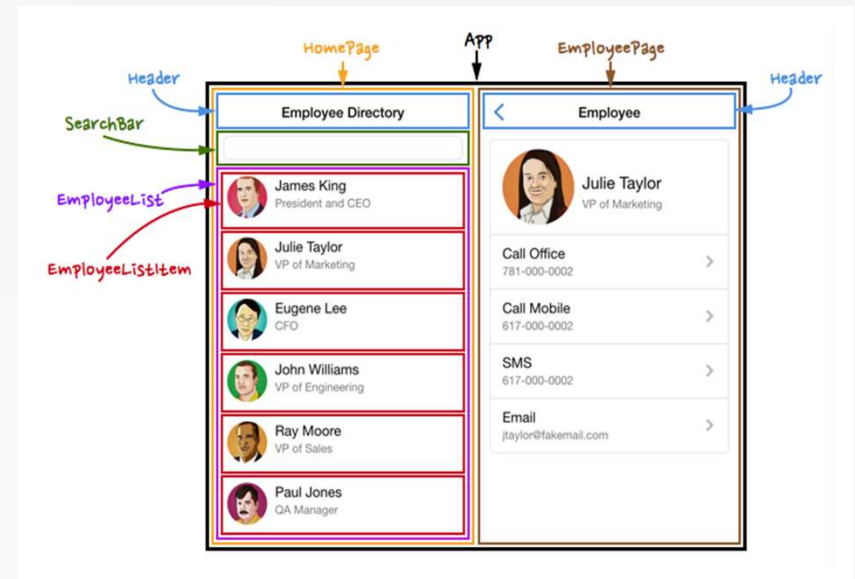 App
HomePage
EmployeePage
Header
Header
SearchBar
EmployeeList
EmployeeListItem
Employee Directory
James King
President and CEO
Julie Taylor
VP of Marketing
Eugene Lee
CFO
John Williams
VP of Engineering
Ray Moore
VP of Sales
Paul Jones
QA Manager
Employee
Julie Taylor
VP of Marketing
Call Office
781-000-0002
Call Mobile
617-000-0002
SMS
617-000-0002
Email
jtaylor@fakemail.com